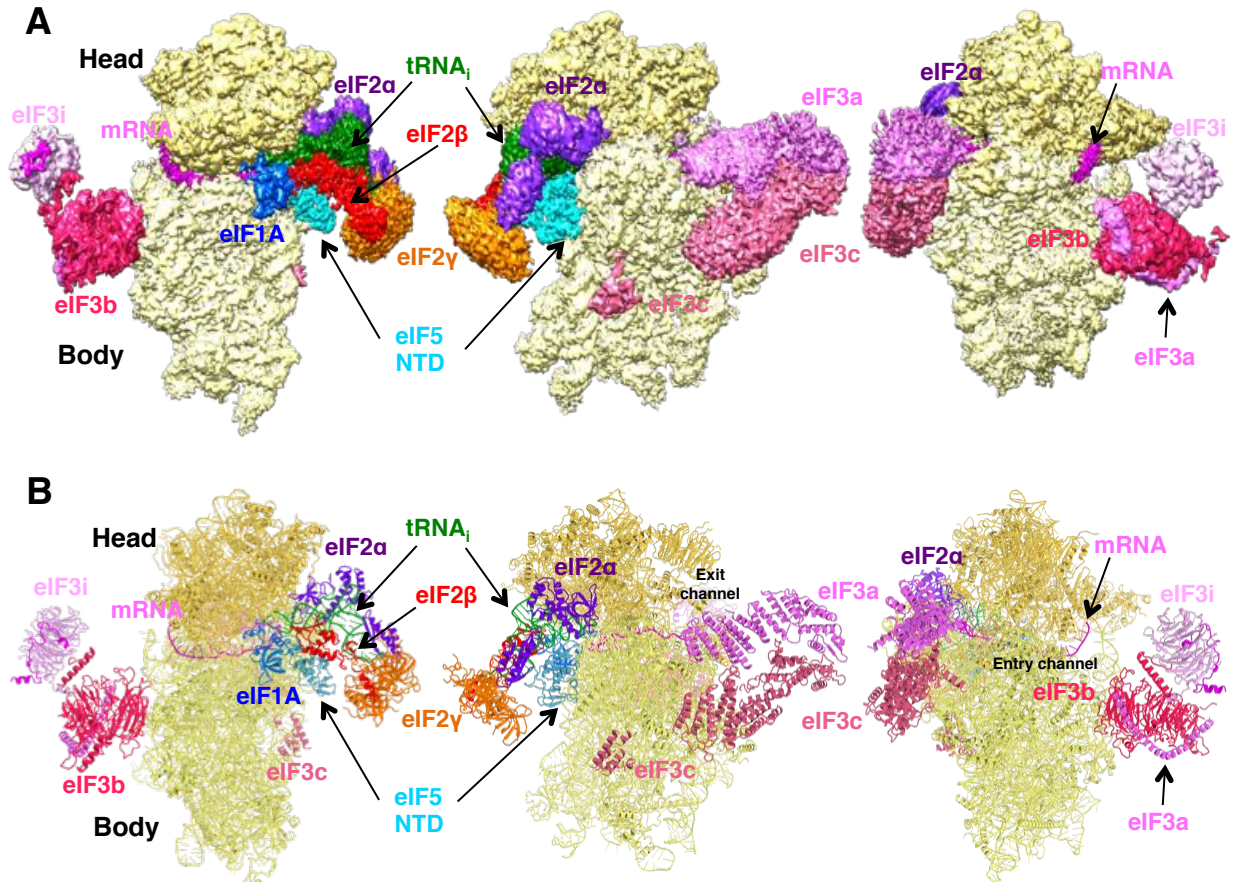 A
Head
eIF3i
mRNA
eIF2α
tRNAi
eIF2β
eIF1A
eIF2γ
eIF3b
eIF5
NTD
Body
eIF2α
eIF3a
eIF3c
eIF3c
eIF2α
mRNA
eIF3i
eIF3b
eIF3a
B
Head
eIF3i
mRNA
eIF2α
tRNAi
eIF2β
eIF1A
eIF2γ
eIF3c
eIF3b
eIF5
NTD
Body
eIF2α
Exit
channel
eIF3a
eIF3c
eIF3c
eIF2α
mRNA
eIF3i
Entry channel
eIF3b
eIF3a